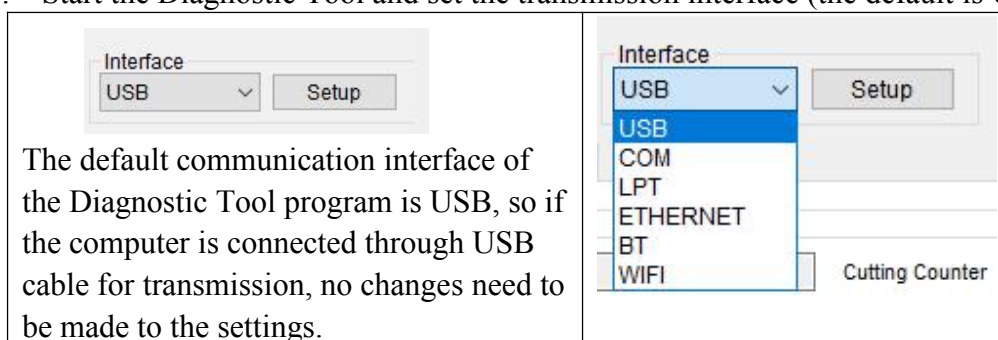 Start the Diagnostic Tool and set the transmission interface (the default is
Interface
USB
Setup
The default communication interface of
the Diagnostic Tool program is USB, so if
the computer is connected through USB
cable for transmission, no changes need to
be made to the settings.
Interface
USB
Setup
USB
COM
LPT
ETHERNET
BT
WIFI
Cutting Counter